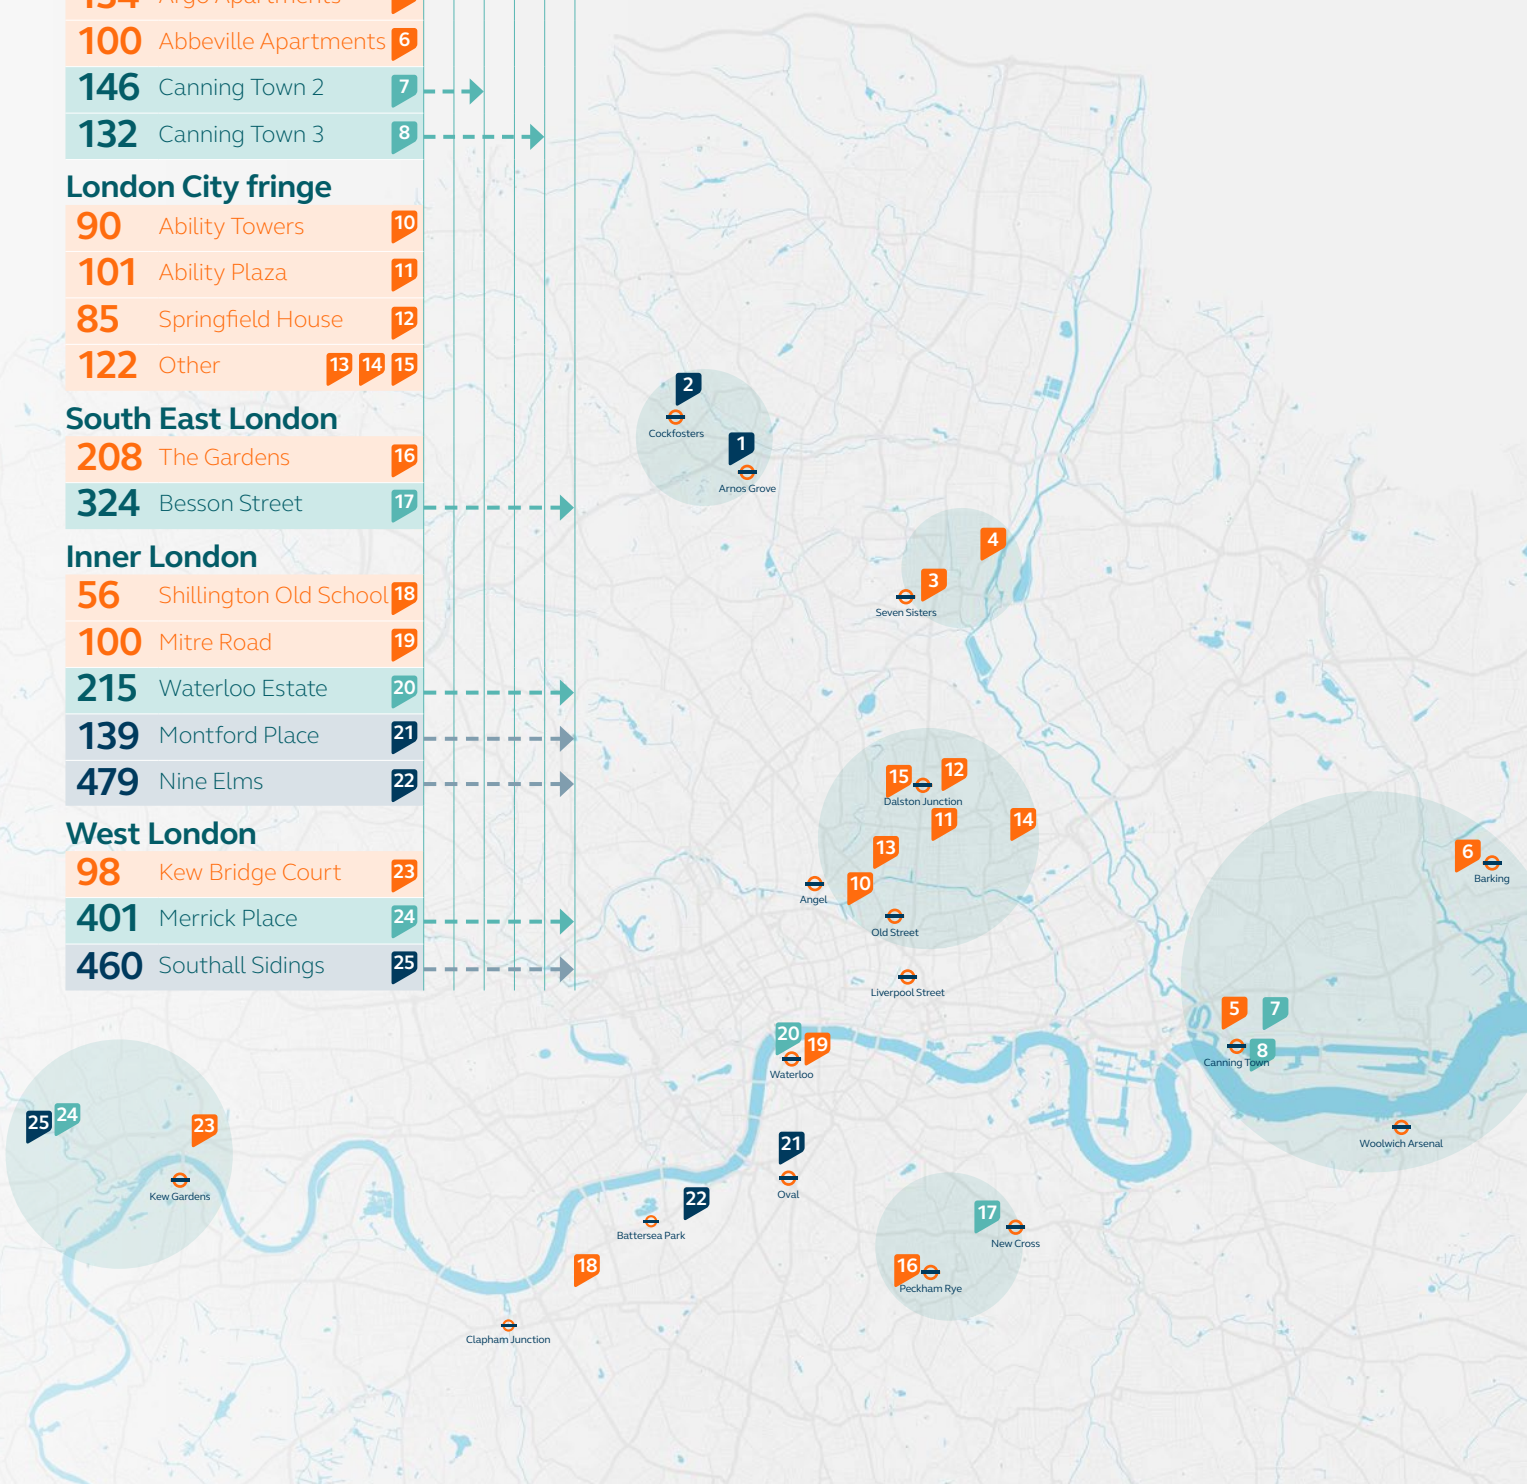 134 Argo Apartments
100 Abbeville Apartments 6
146 Canning Town 2 7
132 Canning Town 3 8
London City fringe
90 Ability Towers 10
101 Ability Plaza 11
85 Springfield House 12
122 Other 13 14 15
South East London
208 The Gardens 16
324 Besson Street 17
Inner London
56 Shillington Old School 18
100 Mitre Road 19
215 Waterloo Estate 20
139 Montford Place 21
479 Nine Elms 22
West London
98 Kew Bridge Court 23
401 Merrick Place 24
460 Southall Sidings 25
2
Cockfosters
1
Arnos Grove
4
3
Seven Sisters
15
12
Dalston Junction
11
14
13
6
Barking
10
Angel
Old Street
Liverpool Street
5
7
8
Canning Town
20
19
Waterloo
25
24
23
Kew Gardens
21
Oval
Woolwich Arsenal
22
Battersea Park
17
New Cross
18
16
Peckham Rye
Clapham Junction